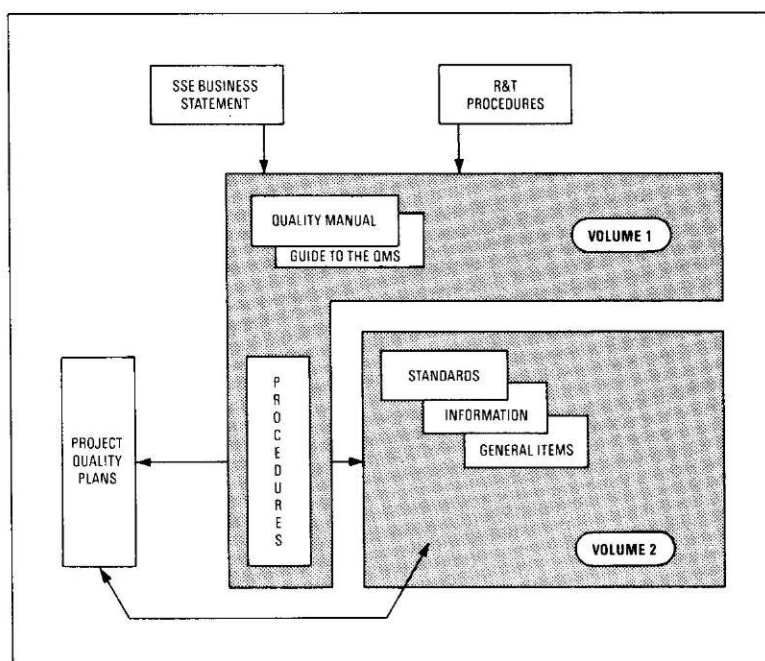 SSE BUSINESS
STATEMENT
R&T
PROCEDURES
QUALITY MANUAL
GUIDE TO THE QMS
VOLUME 1
PROCEDURES
PROJECT
QUALITY
PLANS
STANDARDS
INFORMATION
GENERAL ITEMS
VOLUME 2